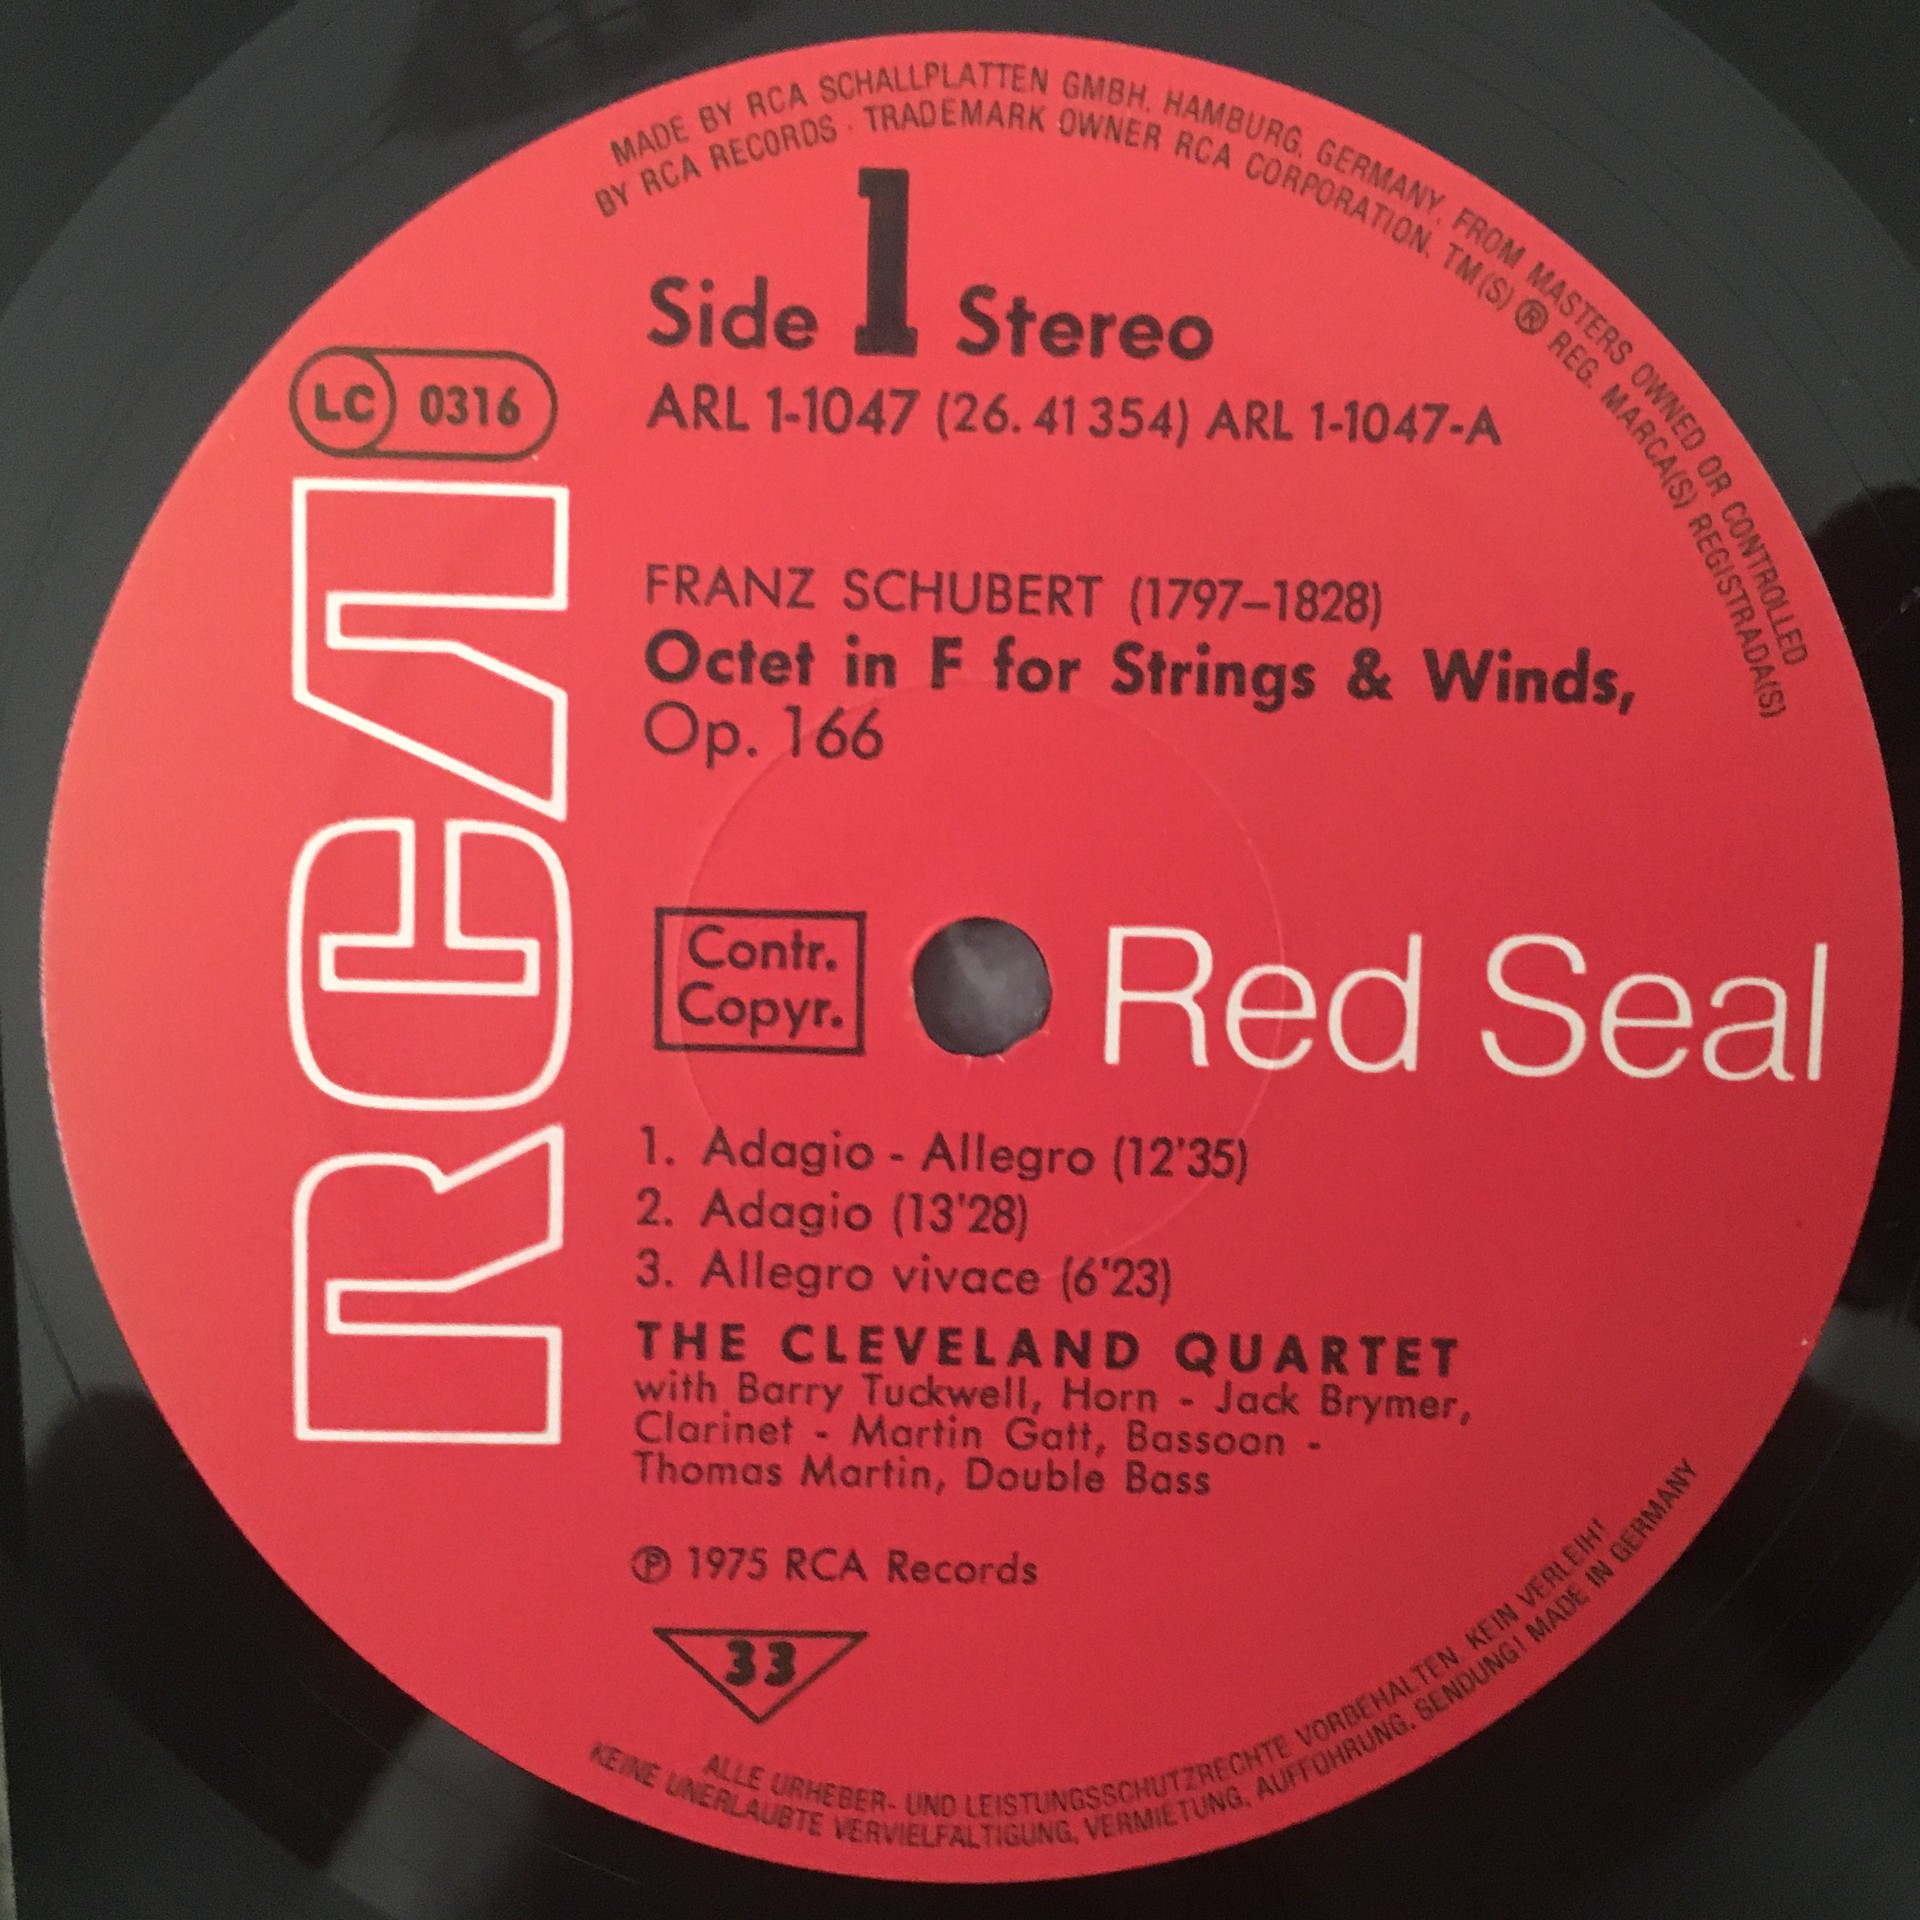 MADE BY RCA SCHALLPLATTEN GMBH, HAMBURG, GERMANY, FROM MASTERS OWNED OR CONTROLLED
BY RCA RECORDS · TRADEMARK OWNER RCA CORPORATION. TM(S) ® REG. MARCA(S) REGISTRADA(S)
Side 1 Stereo
LC 0316
ARL 1-1047 (26.41354) ARL 1-1047-A
RCA
FRANZ SCHUBERT (1797–1828)
Octet in F for Strings & Winds,
Op. 166
Contr.
Copyr.
Red Seal
1. Adagio - Allegro (12'35)
2. Adagio (13'28)
3. Allegro vivace (6'23)
THE CLEVELAND QUARTET
with Barry Tuckwell, Horn - Jack Brymer,
Clarinet - Martin Gatt, Bassoon -
Thomas Martin, Double Bass
℗ 1975 RCA Records
33
ALLE URHEBER- UND LEISTUNGSSCHUTZRECHTE VORBEHALTEN. KEIN VERLEIH!
KEINE UNERLAUBTE VERVIELFÄLTIGUNG, VERMIETUNG, AUFFÜHRUNG, SENDUNG! MADE IN GERMANY